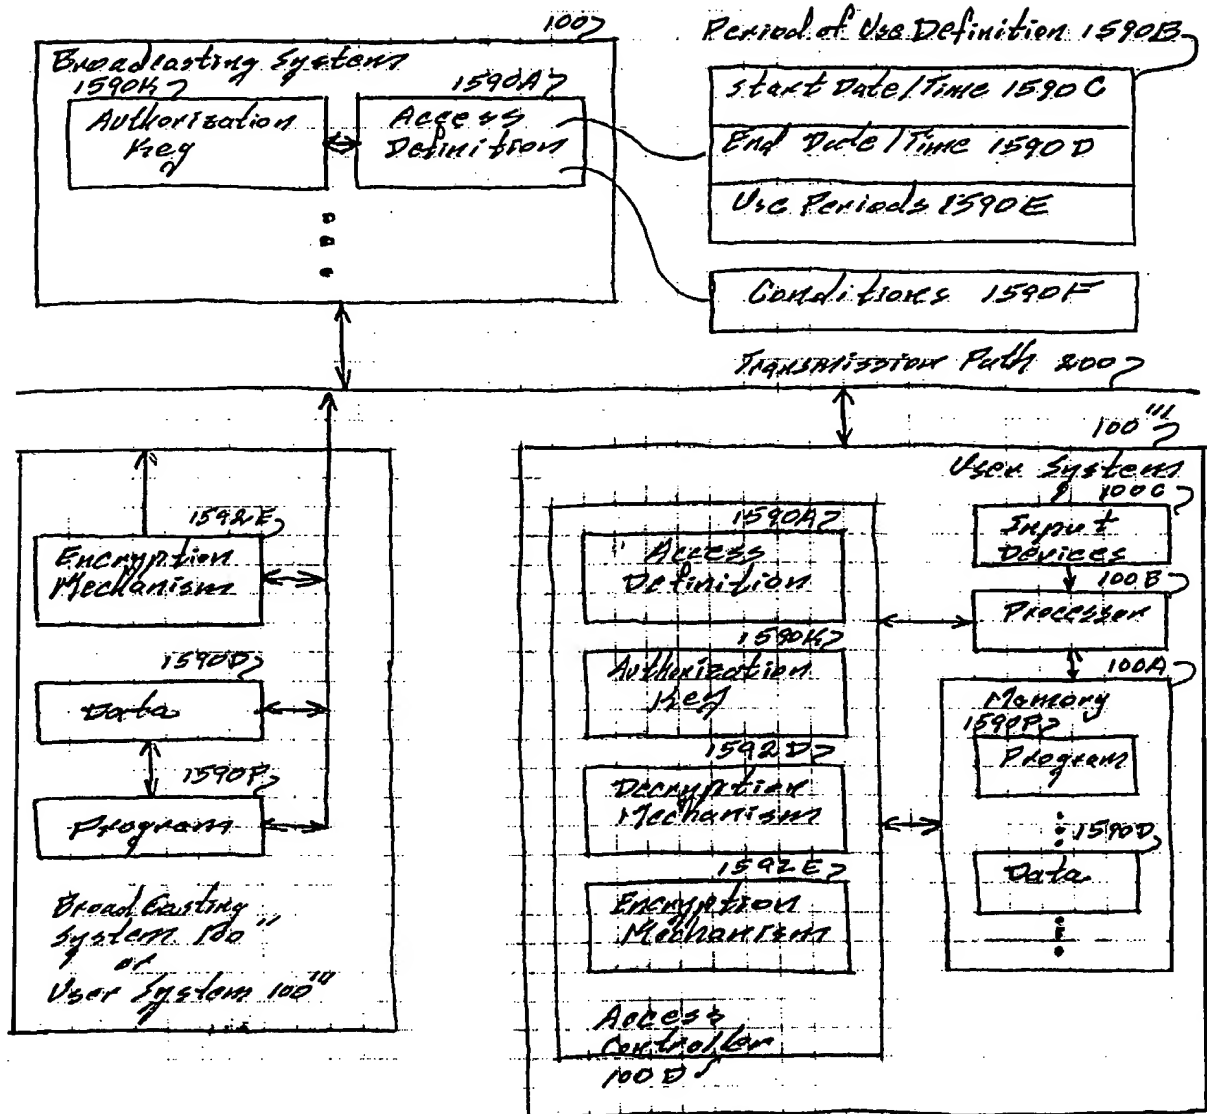 100
Broadcasting System
1590K
1590A
Authorization
Key
Access
Definition
Period of Use Definition 1590B
Start Date/Time 1590C
End Date/Time 1590D
Use Periods 1590E
Conditions 1590F
Transmission Path 200
1592E
Encryption
Mechanism
1590D
Data
1590P
Program
Broadcasting
System 100"
or
User System 100'''
100'''
User System
1590A
Access
Definition
1590K
Authorization
Key
1592D
Decryption
Mechanism
1592E
Encryption
Mechanism
Access
Controller
100D
100C
Input
Devices
100B
Processor
100A
Memory
1590P
Program
1590D
Data